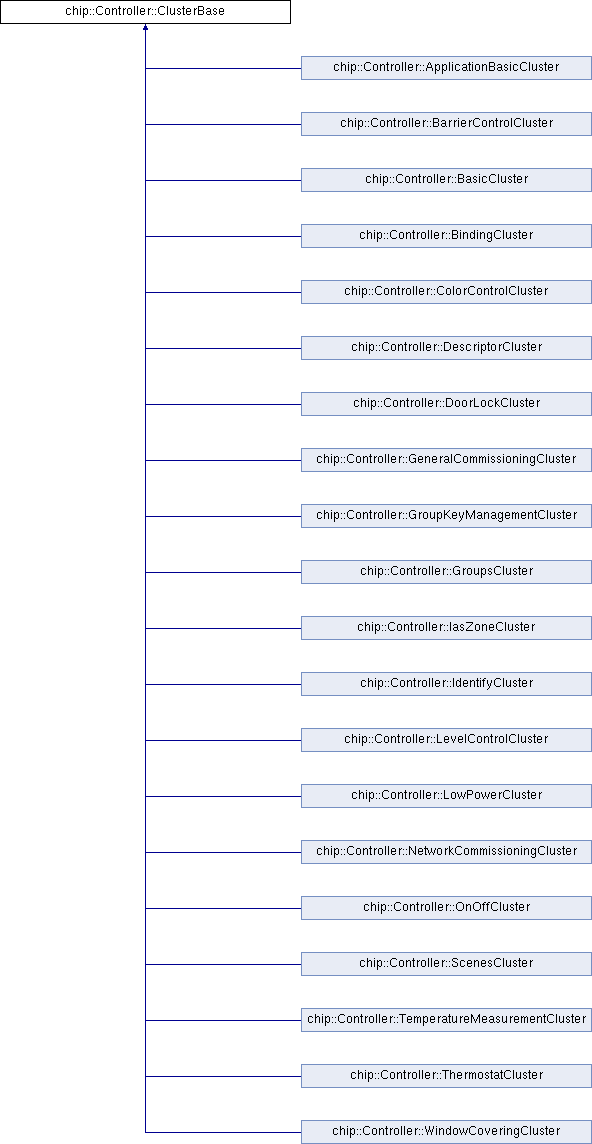 chip::Controller::ClusterBase
chip::Controller::ApplicationBasicCluster
chip::Controller::BarrierControlCluster
chip::Controller::BasicCluster
chip::Controller::BindingCluster
chip::Controller::ColorControlCluster
chip::Controller::DescriptorCluster
chip::Controller::DoorLockCluster
chip::Controller::GeneralCommissioningCluster
chip::Controller::GroupKeyManagementCluster
chip::Controller::GroupsCluster
chip::Controller::IasZoneCluster
chip::Controller::IdentifyCluster
chip::Controller::LevelControlCluster
chip::Controller::LowPowerCluster
chip::Controller::NetworkCommissioningCluster
chip::Controller::OnOffCluster
chip::Controller::ScenesCluster
chip::Controller::TemperatureMeasurementCluster
chip::Controller::ThermostatCluster
chip::Controller::WindowCoveringCluster